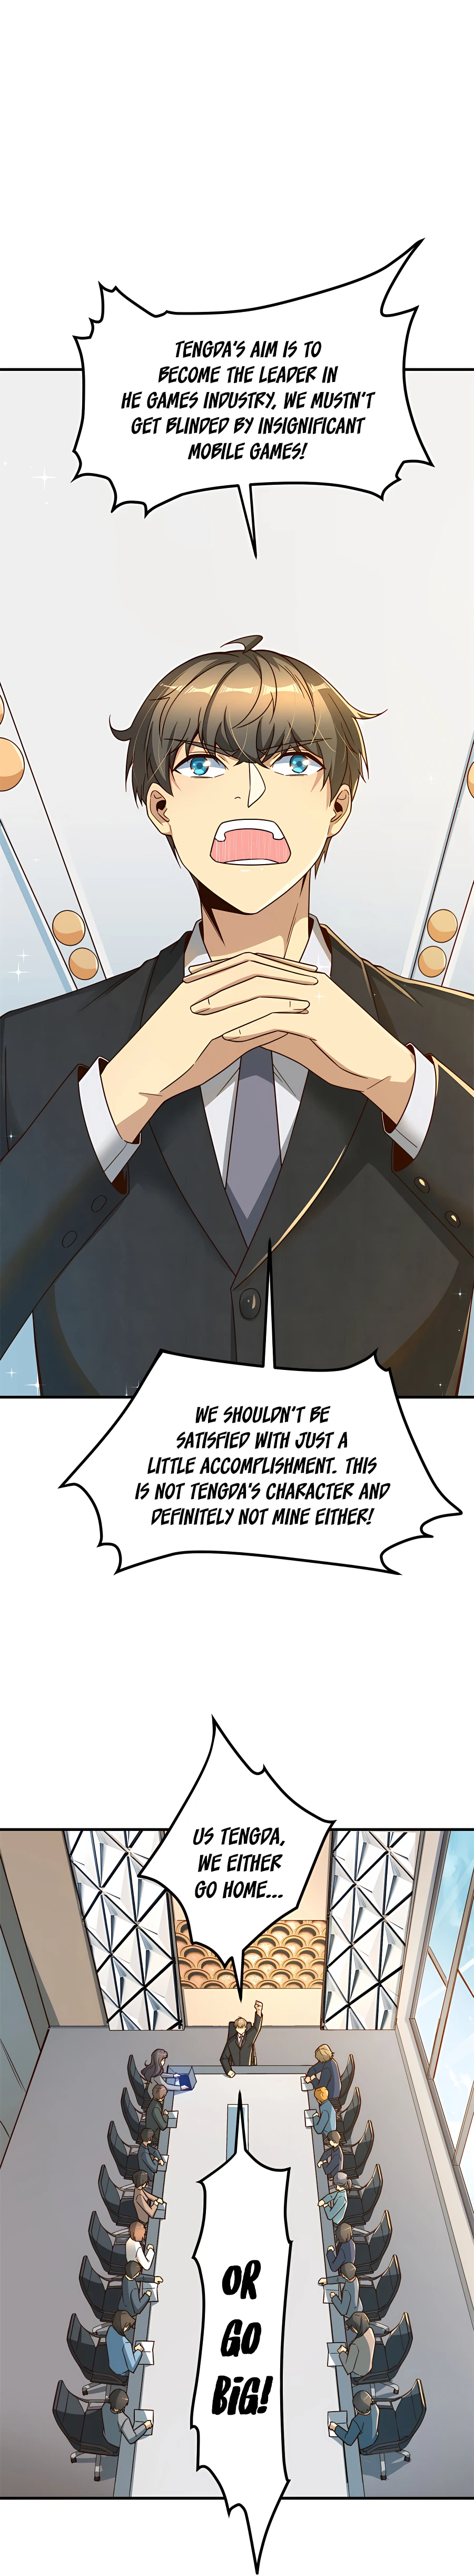 TENGDA'S AIM IS TO
BECOME THE LEADER IN
HE GAMES INDUSTRY, WE MUSTN'T
GET BLINDED BY INSIGNIFICANT
MOBILE GAMES!
WE SHOULDN'T BE
SATISFIED WITH JUST A
LITTLE ACCOMPLISHMENT. THIS
IS NOT TENGDA'S CHARACTER AND
DEFINITELY NOT MINE EITHER!
US TENGDA,
WE EITHER
GO HOME...
OR
GO
BIG!